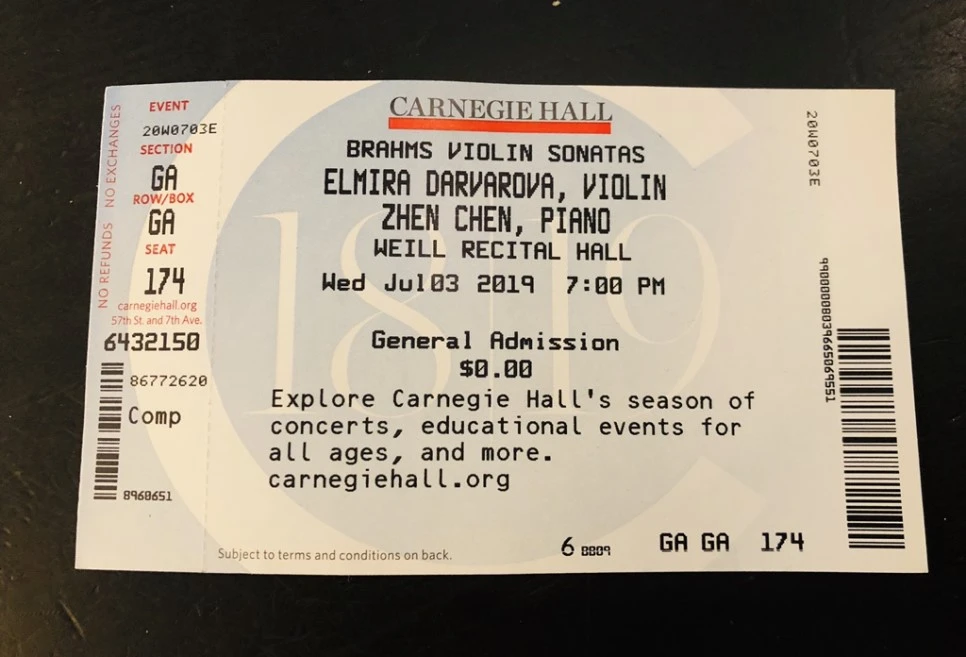 NO REFUNDS NO EXCHANGES
EVENT
20W0703E
SECTION
GA
ROW/BOX
GA
SEAT
174
carnegiehall.org
57th St. and 7th Ave.
6432150
86772620
Comp
8960651
CARNEGIE HALL
BRAHMS VIOLIN SONATAS
ELMIRA DARVAROVA, VIOLIN
ZHEN CHEN, PIANO
WEILL RECITAL HALL
Wed Jul03 2019 7:00 PM
General Admission
$0.00
Explore Carnegie Hall's season of
concerts, educational events for
all ages, and more.
carnegiehall.org
1819
Subject to terms and conditions on back.
6 8809
GA GA 174
20W0703E